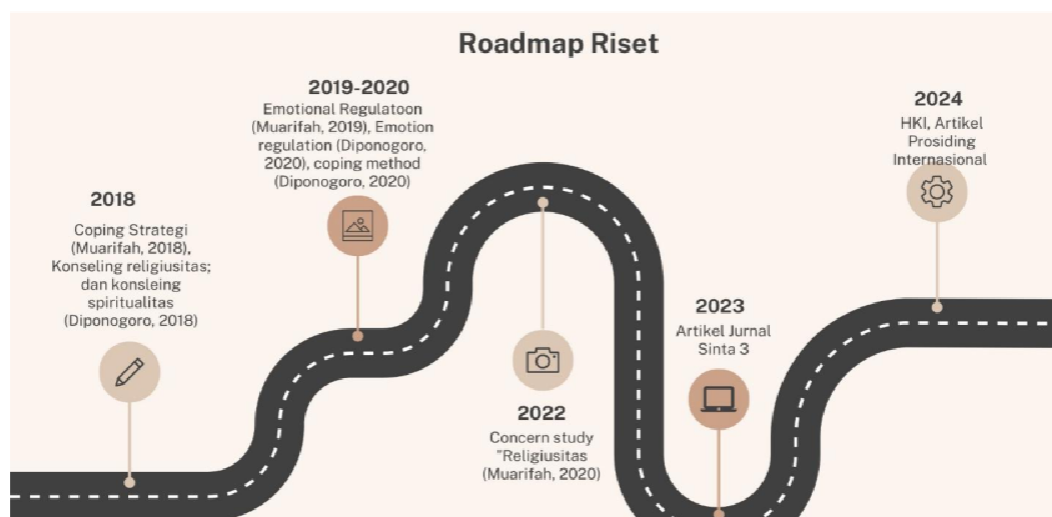 Roadmap Riset
2018
Coping Strategi
(Muarifah, 2018),
Konseling religiusitas;
dan konsleing
spiritualitas
(Diponogoro, 2018)
2019-2020
Emotional Regulatoon
(Muarifah, 2019), Emotion
regulation (Diponogoro,
2020), coping method
(Diponogoro, 2020)
2022
Concern study
"Religiusitas
(Muarifah, 2020)
2023
Artikel Jurnal
Sinta 3
2024
HKI, Artikel
Prosiding
Internasional